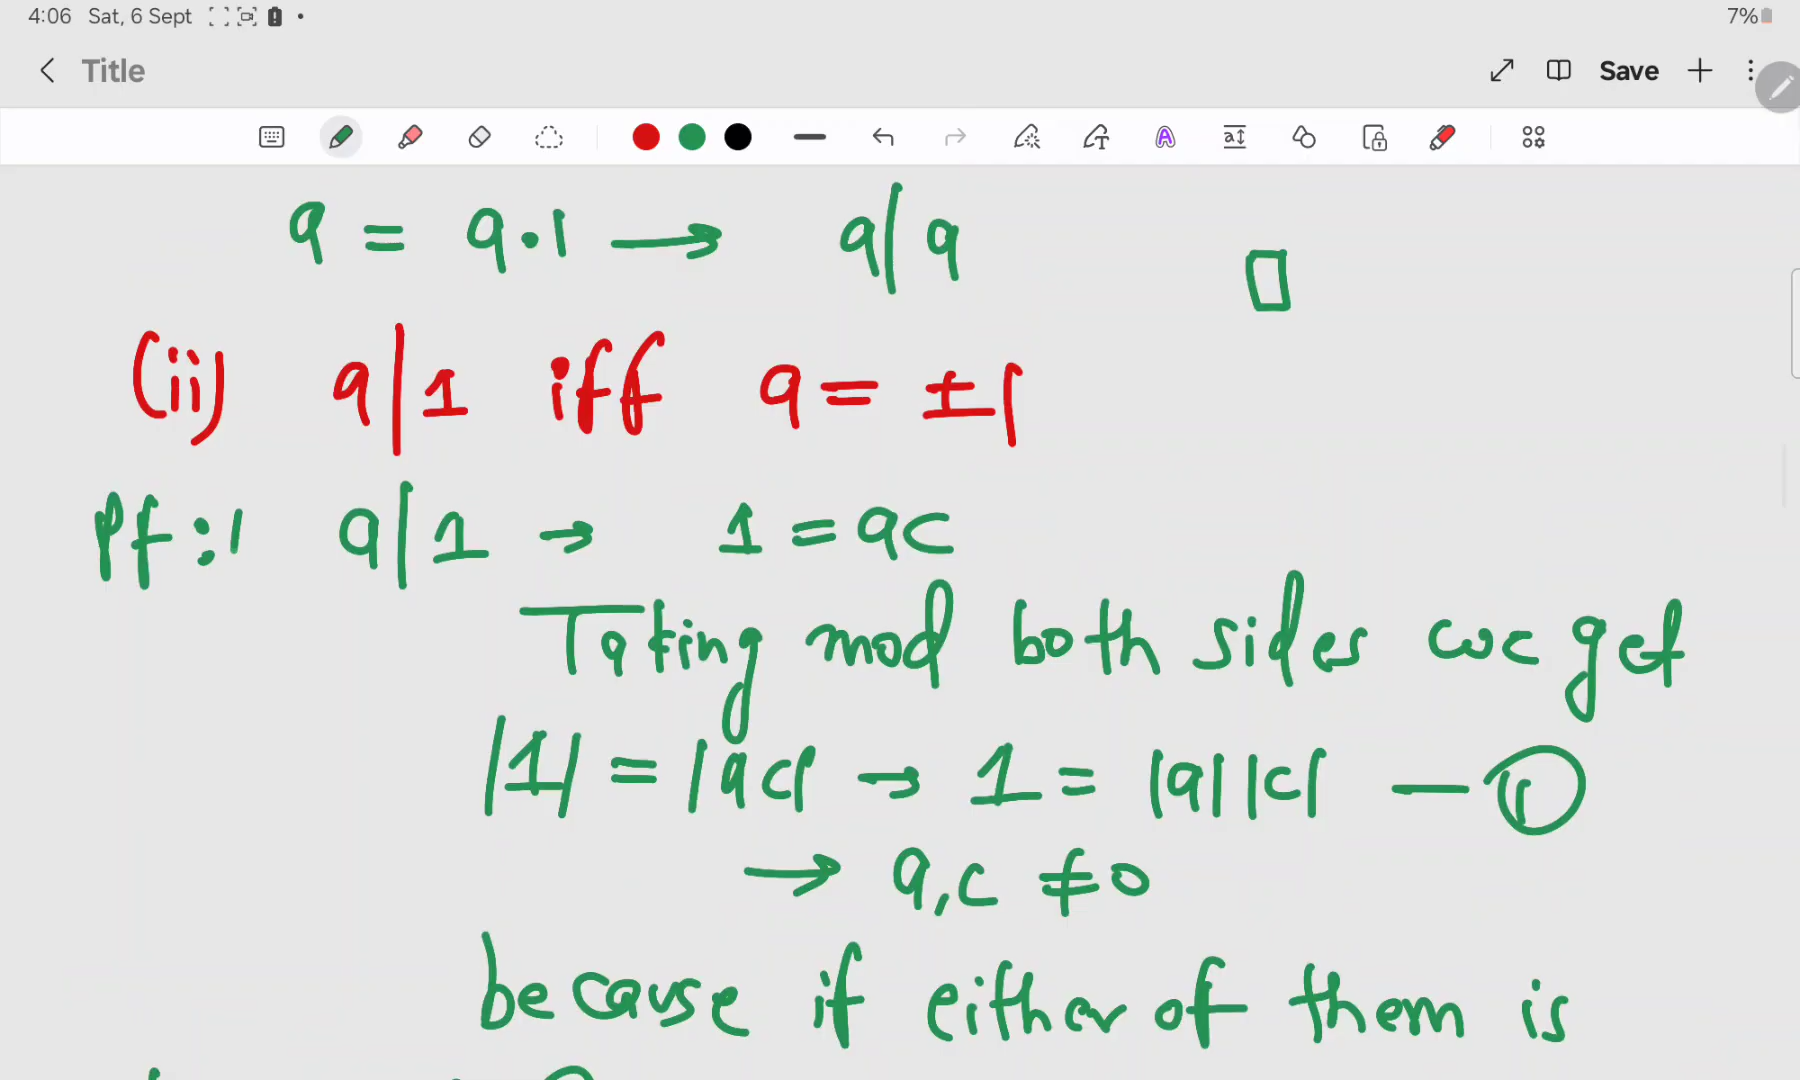 4:06 Sat, 6 Sept 7%
Title Save
a = a.1 → a|a
(ii) a|1 iff a = ±1
Pf:| a|1 → 1 = ac
Taking mod both sides we get
|1| = |ac| → 1 = |a||c| — ①
→ a,c ≠0
because if either of them is